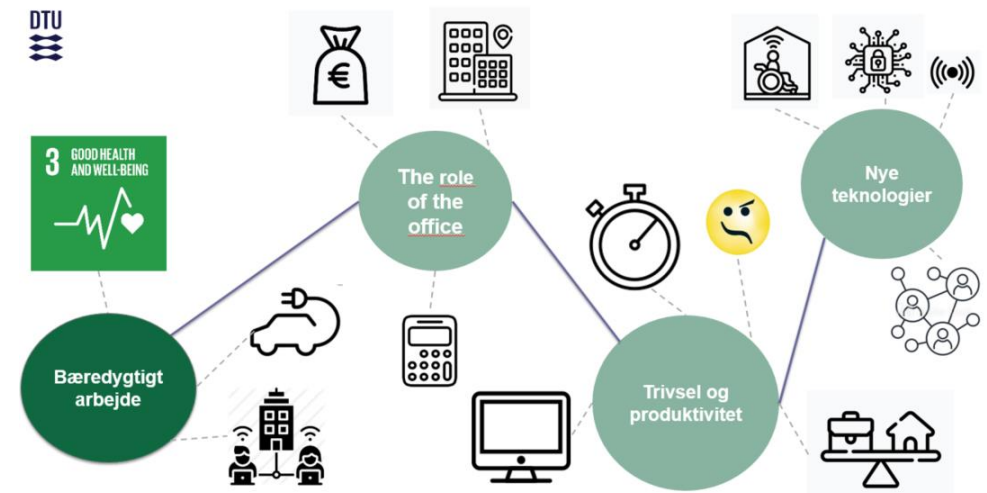 DTU
3 GOOD HEALTH
AND WELL-BEING
€
The role
of the
office
Nye
teknologier
Bæredygtigt
arbejde
Trivsel og
produktivitet